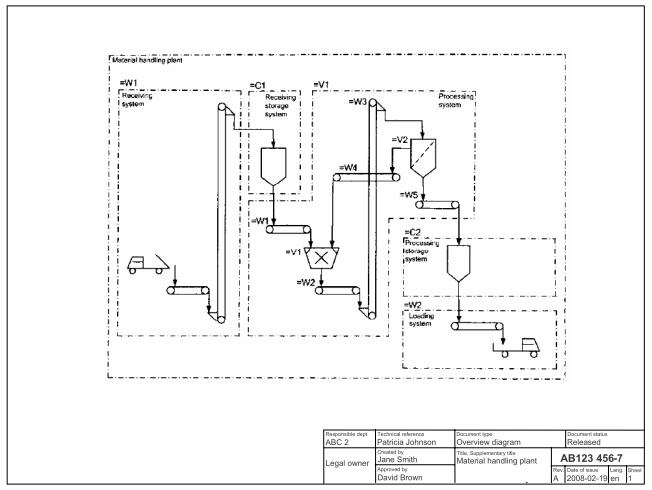 Material handling plant
=W1
Receiving
system
=C1
Receiving
storage
system
=V1
Processing
system
=W3
=V2
=W4
=W5
=W1
=V1
=W2
=C2
Processing
storage
system
=W2
Loading
system
Responsible dept.
ABC 2
Technical reference
Patricia Johnson
Document type
Overview diagram
Document status
Released
Legal owner
Created by
Jane Smith
Approved by
David Brown
Title, Supplementary title
Material handling plant
AB123 456-7
Rev.
A
Date of issue
2008-02-19
Lang.
en
Sheet
1